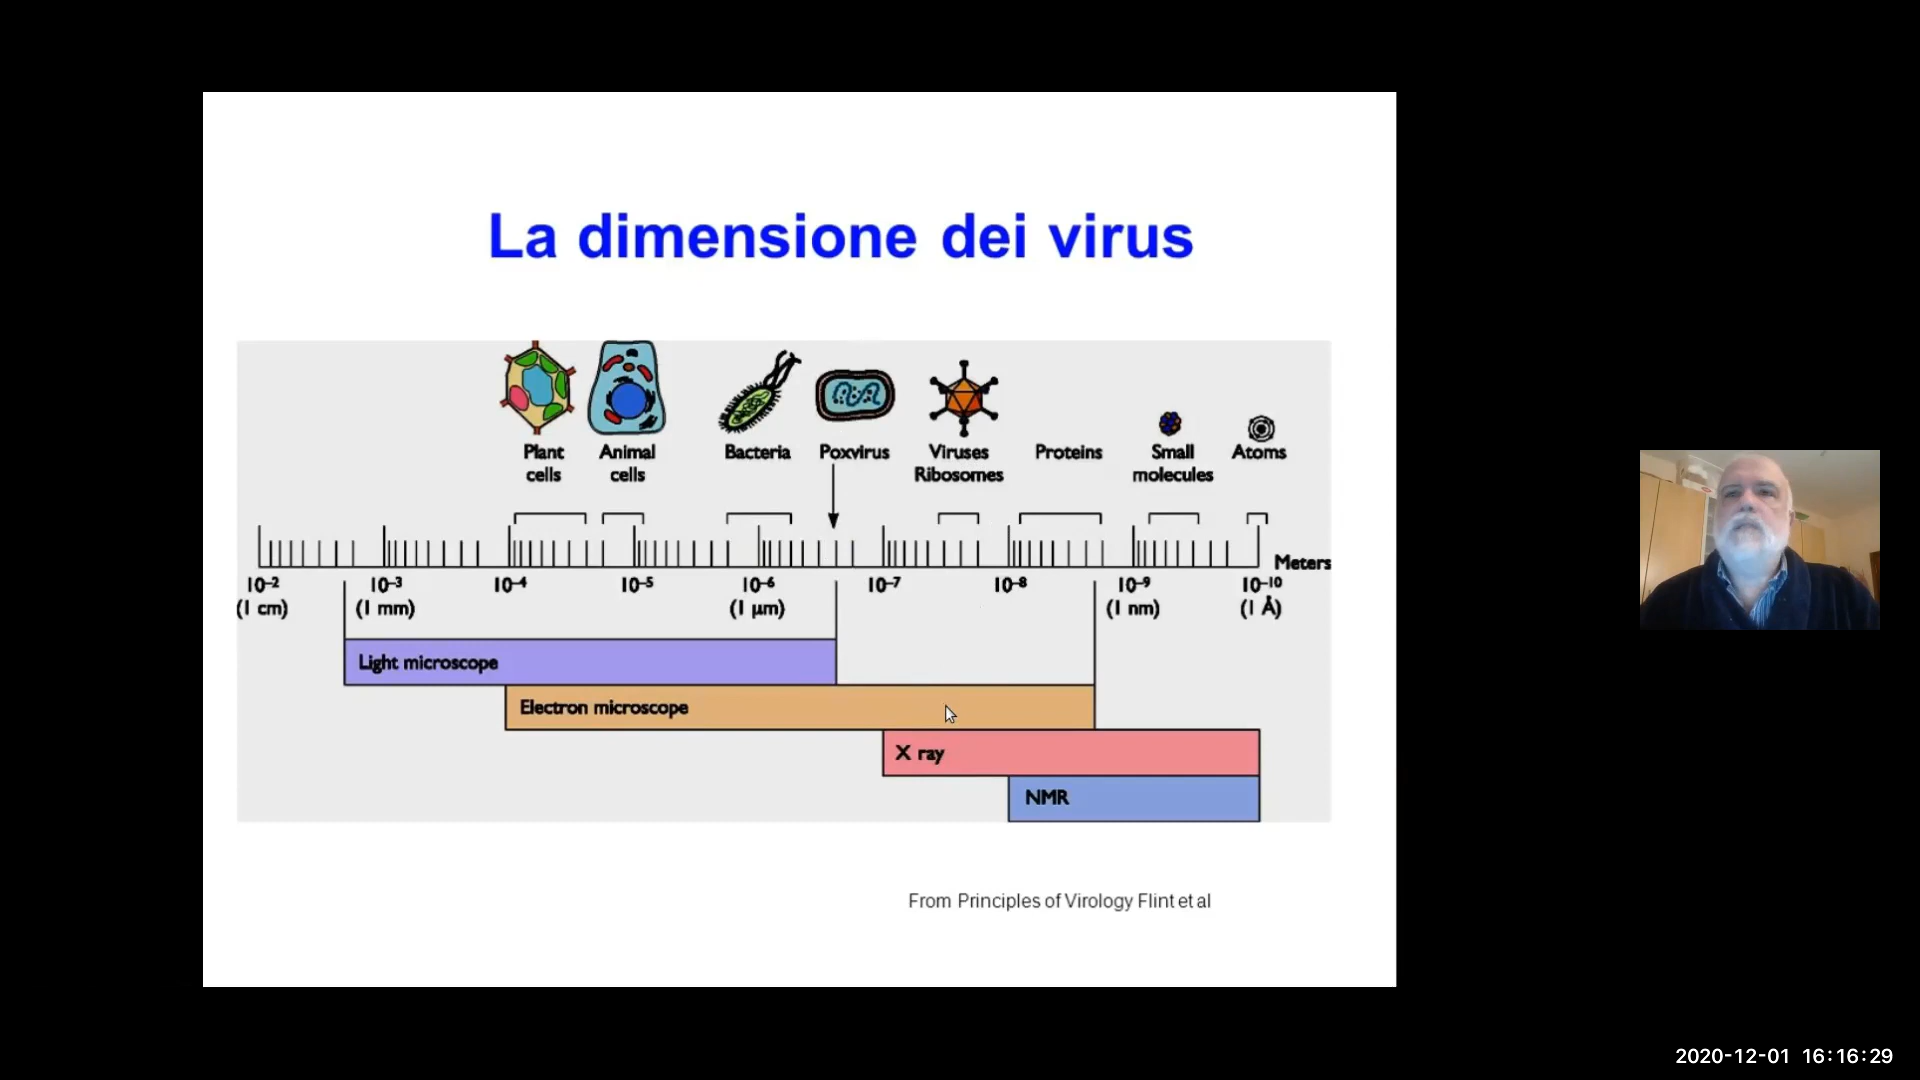 La dimensione dei virus
Plant cells
Animal cells
Bacteria
Poxvirus
Viruses Ribosomes
Proteins
Small molecules
Atoms
Meters
10⁻² (1 cm)
10⁻³ (1 mm)
10⁻⁴
10⁻⁵
10⁻⁶ (1 μm)
10⁻⁷
10⁻⁸
10⁻⁹ (1 nm)
10⁻¹⁰ (1 Å)
Light microscope
Electron microscope
X ray
NMR
From Principles of Virology Flint et al
2020-12-01 16:16:29